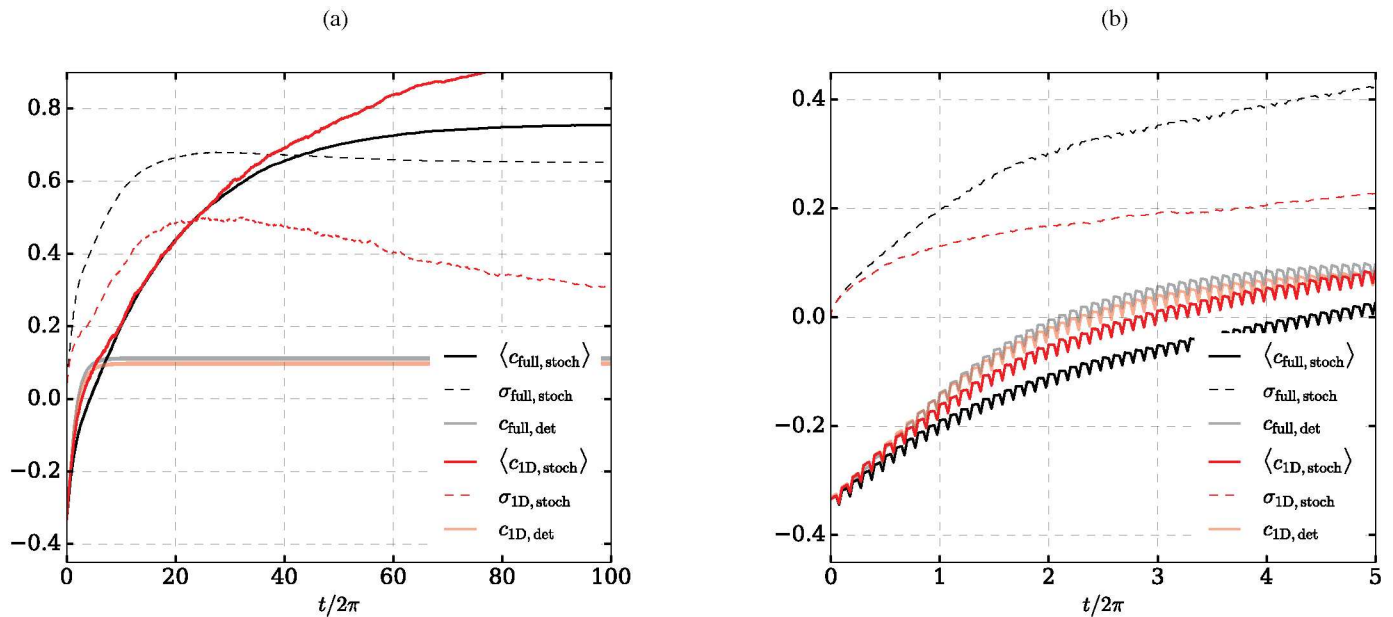 (a)
0.8
0.6
0.4
0.2
0.0
−0.2
−0.4
0 20 40 60 80 100
t/2π
⟨c_full, stoch⟩
σ_full, stoch
c_full, det
⟨c_1D, stoch⟩
σ_1D, stoch
c_1D, det
(b)
0.4
0.2
0.0
−0.2
−0.4
0 1 2 3 4 5
t/2π
⟨c_full, stoch⟩
σ_full, stoch
c_full, det
⟨c_1D, stoch⟩
σ_1D, stoch
c_1D, det